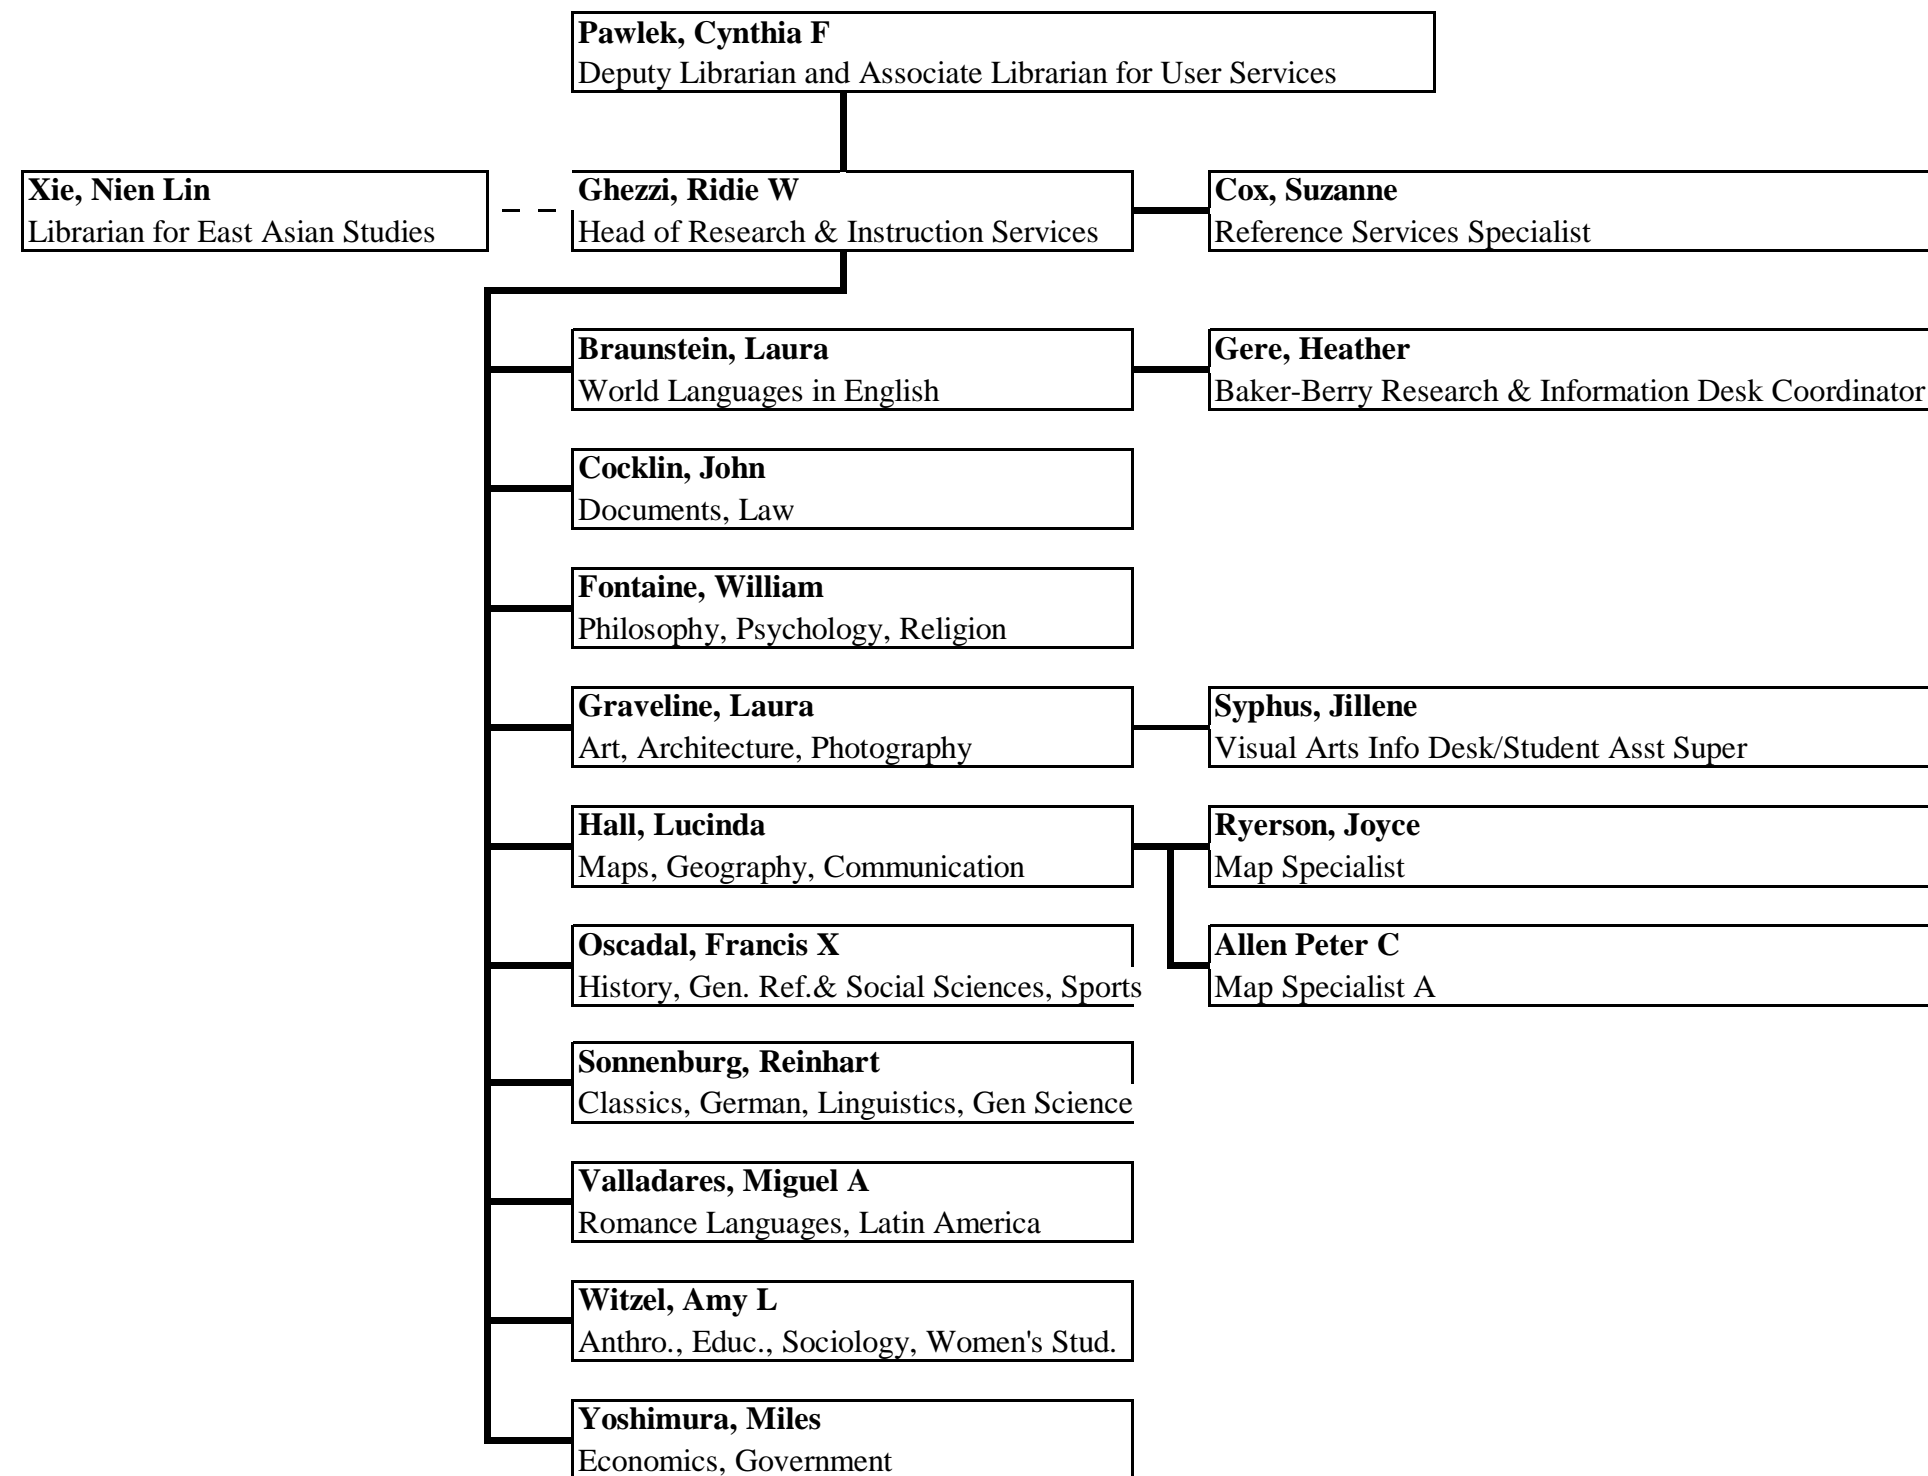 Pawlek, Cynthia F
Deputy Librarian and Associate Librarian for User Services
Xie, Nien Lin
Librarian for East Asian Studies
Ghezzi, Ridie W
Head of Research & Instruction Services
Cox, Suzanne
Reference Services Specialist
Braunstein, Laura
World Languages in English
Gere, Heather
Baker-Berry Research & Information Desk Coordinator
Cocklin, John
Documents, Law
Fontaine, William
Philosophy, Psychology, Religion
Graveline, Laura
Art, Architecture, Photography
Syphus, Jillene
Visual Arts Info Desk/Student Asst Super
Hall, Lucinda
Maps, Geography, Communication
Ryerson, Joyce
Map Specialist
Oscadal, Francis X
History, Gen. Ref.& Social Sciences, Sports
Allen Peter C
Map Specialist A
Sonnenburg, Reinhart
Classics, German, Linguistics, Gen Science
Valladares, Miguel A
Romance Languages, Latin America
Witzel, Amy L
Anthro., Educ., Sociology, Women's Stud.
Yoshimura, Miles
Economics, Government